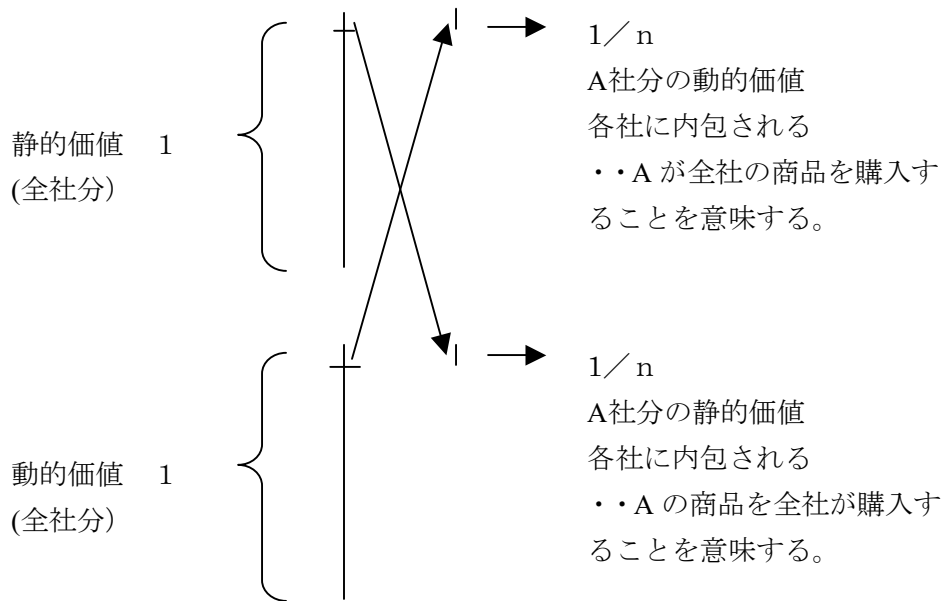 静的価値 1
(全社分）
1／n
A社分の動的価値
各社に内包される
・・A が全社の商品を購入す
ることを意味する。
動的価値 1
(全社分）
1／n
A社分の静的価値
各社に内包される
・・A の商品を全社が購入す
ることを意味する。